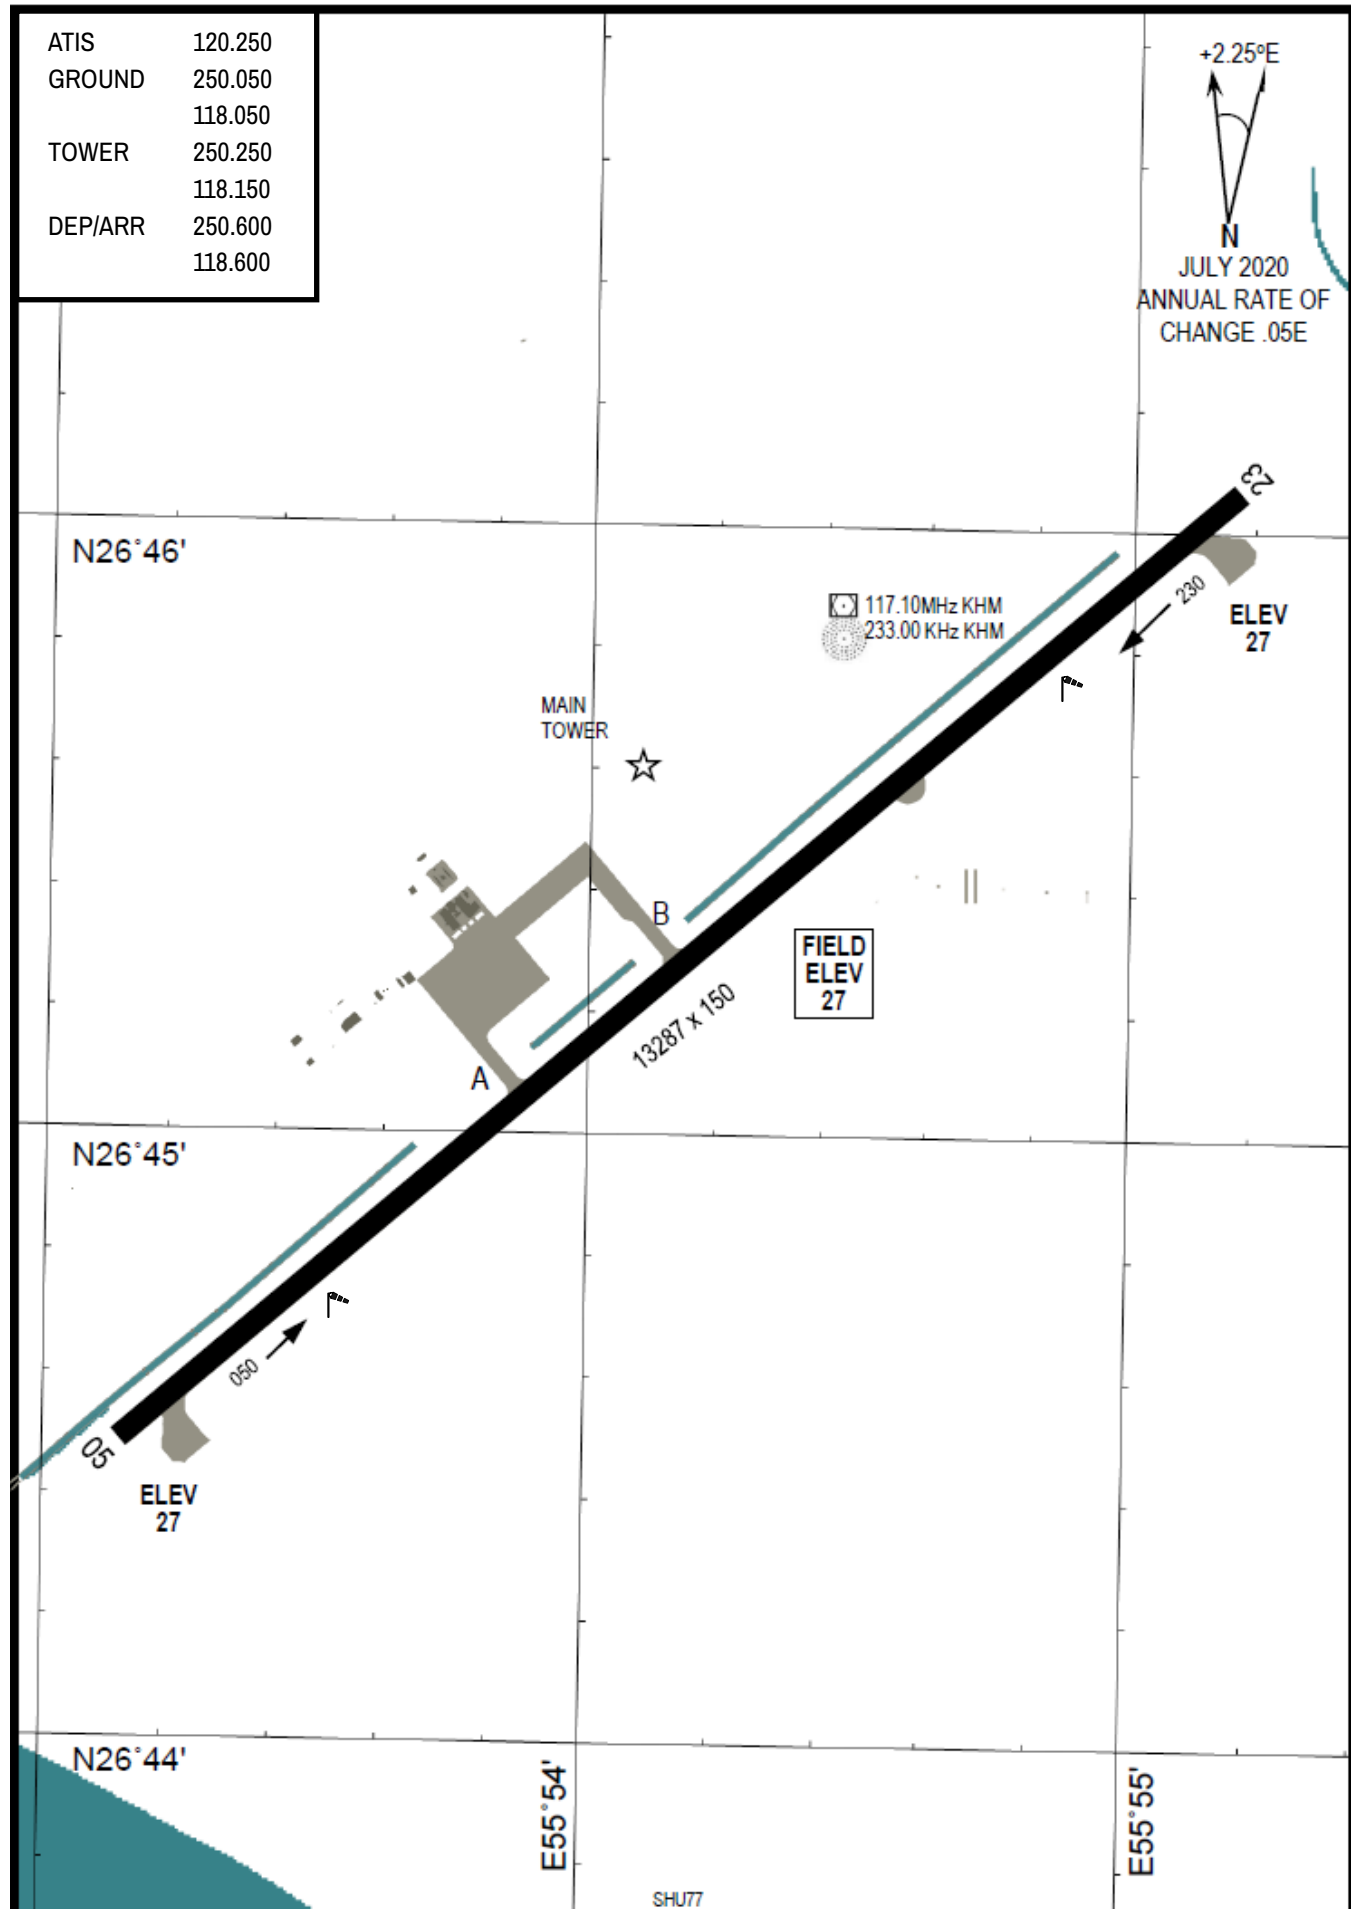 ATIS 120.250
GROUND 250.050
118.050
TOWER 250.250
118.150
DEP/ARR 250.600
118.600
+2.25°E
N
JULY 2020
ANNUAL RATE OF
CHANGE .05E
23
N26°46'
117.10MHz KHM
233.00 KHz KHM
230
ELEV
27
MAIN
TOWER
B
FIELD
ELEV
27
13287 x 150
A
N26°45'
050
05
ELEV
27
N26°44'
E55°54'
E55°55'
SHU77